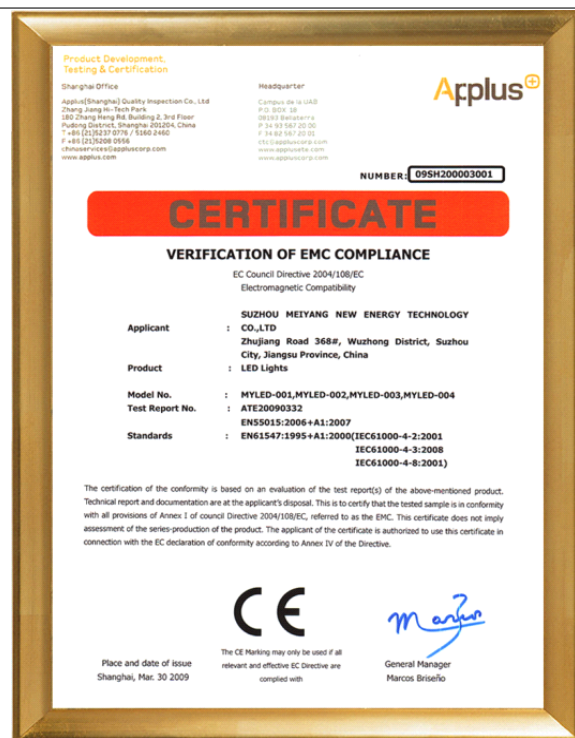 Product Development,
Testing & Certification
Applus⊕
Shanghai Office
Applus(Shanghai) Quality Inspection Co., Ltd
Zhang Jiang Hi-Tech Park
180 Zhang Heng Rd. Building 2, 3rd Floor
Pudong District, Shanghai 201204, China
T +86 (21)5237 0776 / 5160 2460
F +86 (21)5208 0556
chinuservices@appluscorp.com
www.applus.com
Headquarter
Campus de la UAB
P.O. BOX 18
08193 Bellaterra
P 34 93 567 20 00
F 34 82 567 20 01
ctc@appluscorp.com
www.appluscorp.com
NUMBER: 09SH200003001
CERTIFICATE
VERIFICATION OF EMC COMPLIANCE
EC Council Directive 2004/108/EC
Electromagnetic Compatibility
Applicant : SUZHOU MEIYANG NEW ENERGY TECHNOLOGY
CO.,LTD
Zhujiang Road 368#, Wuzhong District, Suzhou
City, Jiangsu Province, China
Product : LED Lights
Model No. : MYLED-001,MYLED-002,MYLED-003,MYLED-004
Test Report No. : ATE20090332
EN55015:2006+A1:2007
Standards : EN61547:1995+A1:2000(IEC61000-4-2:2001
IEC61000-4-3:2008
IEC61000-4-8:2001)
The certification of the conformity is based on an evaluation of the test report(s) of the above-mentioned product.
Technical report and documentation are at the applicant's disposal. This is to certify that the tested sample is in conformity
with all provisions of Annex I of council Directive 2004/108/EC, referred to as the EMC. This certificate does not imply
assessment of the series-production of the product. The applicant of the certificate is authorized to use this certificate in
connection with the EC declaration of conformity according to Annex IV of the Directive.
CE
The CE Marking may only be used if all
relevant and effective EC Directive are
complied with
Place and date of issue
Shanghai, Mar. 30 2009
General Manager
Marcos Briseño